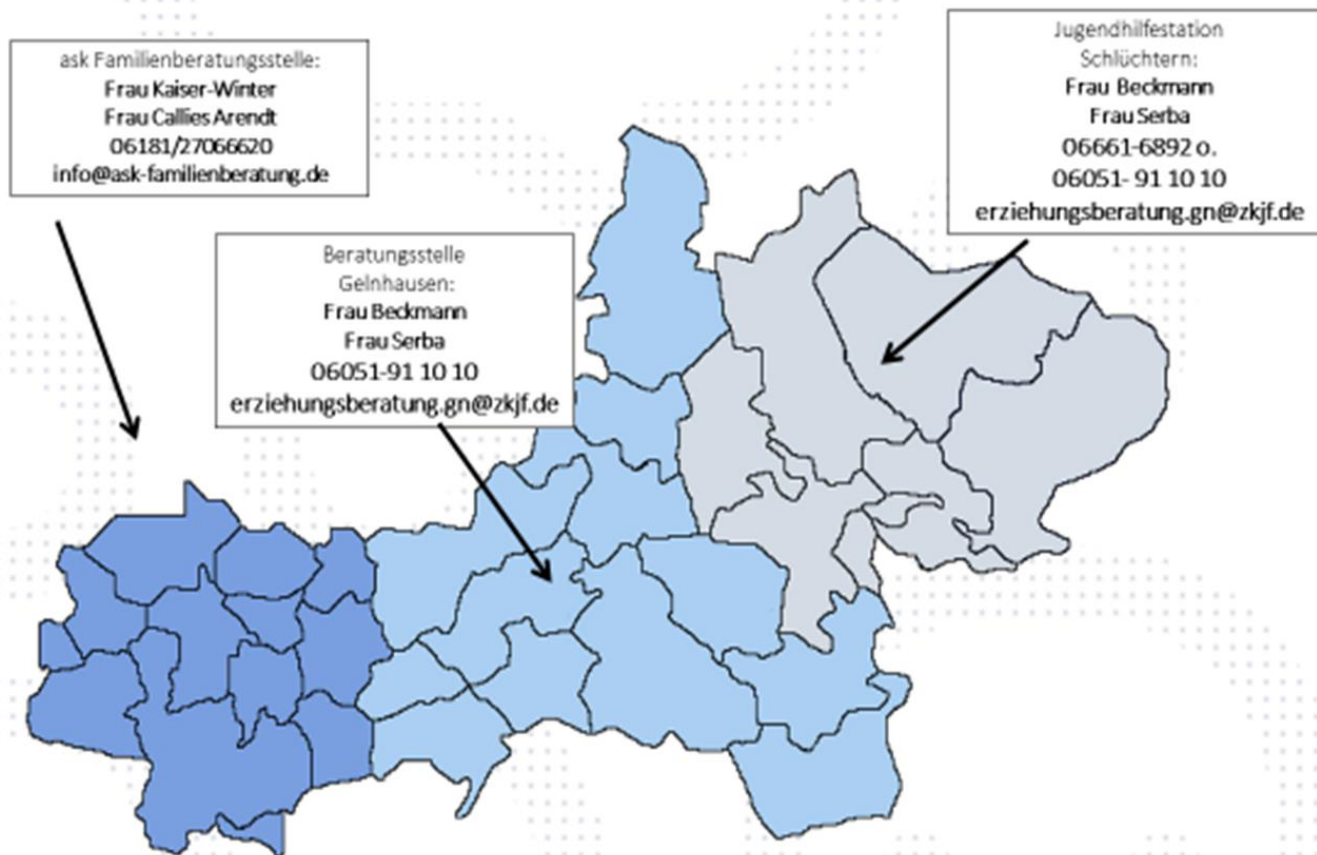 ask Familienberatungsstelle:
Frau Kaiser-Winter
Frau Callies Arendt
06181/27066620
info@ask-familienberatung.de
Beratungsstelle
Gelnhausen:
Frau Beckmann
Frau Serba
06051-91 10 10
erziehungsberatung.gn@zkjf.de
Jugendhilfestation
Schlüchtern:
Frau Beckmann
Frau Serba
06661-6892 o.
06051- 91 10 10
erziehungsberatung.gn@zkjf.de